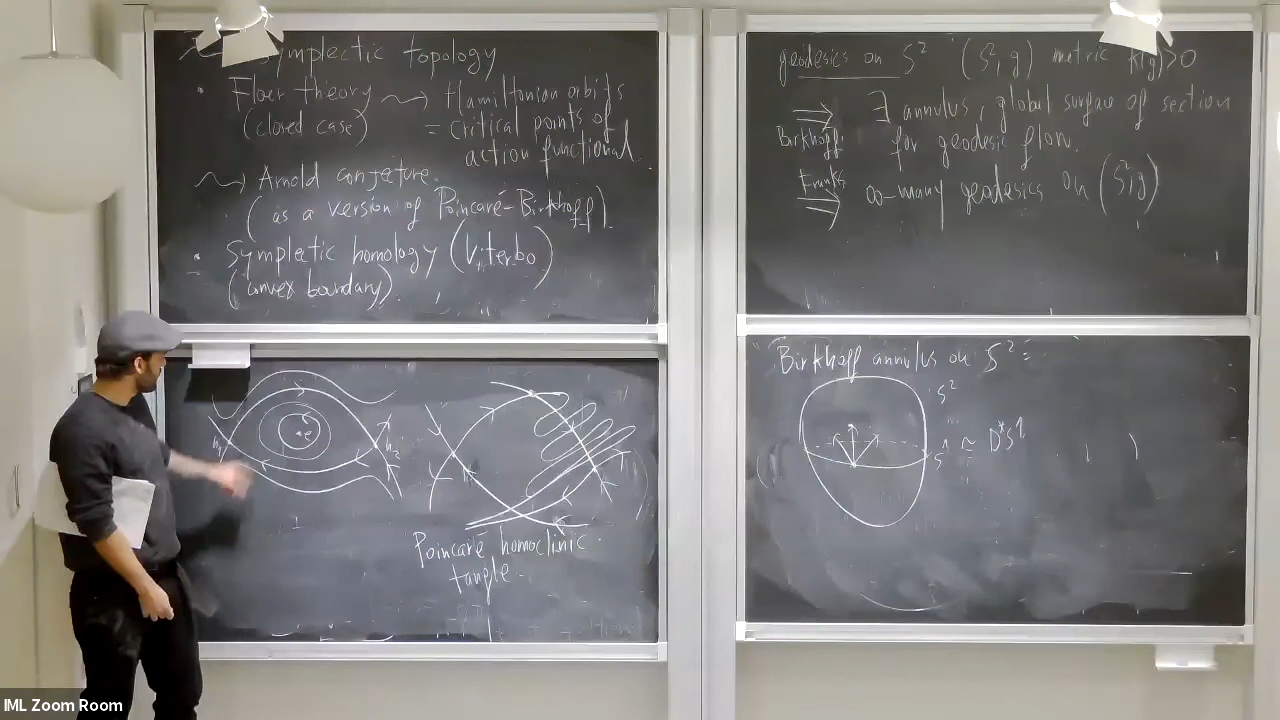 Symplectic topology
• Floer theory ⇝ Hamiltonian orbits
(closed case) = critical points of
action functional.
⇝ Arnold conjecture.
(as a version of Poincaré-Birkhoff).
• Symplectic homology (Viterbo)
(convex boundary).
h1
e
h2
Poincaré homoclinic
tangle.
geodesics on S² (S², g) metric K(g)>0
⇒ ∃ annulus, global surface of section
Birkhoff for geodesic flow.
Franks
⇒ ∞-many geodesics on (S², g)
Birkhoff annulus on S² =
S²
S¹ ≅ D*S¹
IML Zoom Room